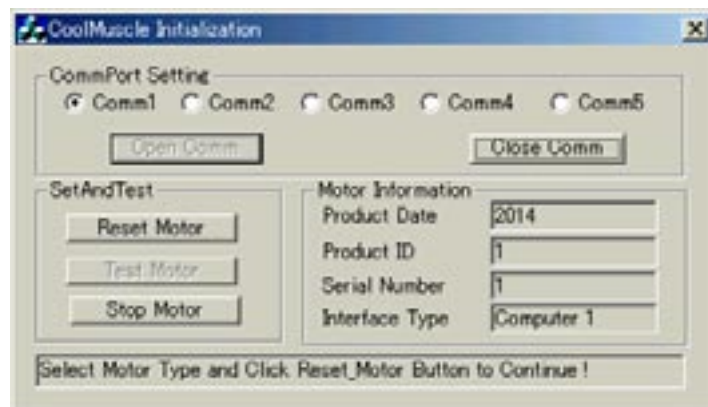 CoolMuscle Initialization
CommPort Setting
Comm1 Comm2 Comm3 Comm4 Comm5
Open Comm Close Comm
SetAndTest
Reset Motor
Test Motor
Stop Motor
Motor Information
Product Date 2014
Product ID 1
Serial Number 1
Interface Type Computer 1
Select Motor Type and Click Reset_Motor Button to Continue !